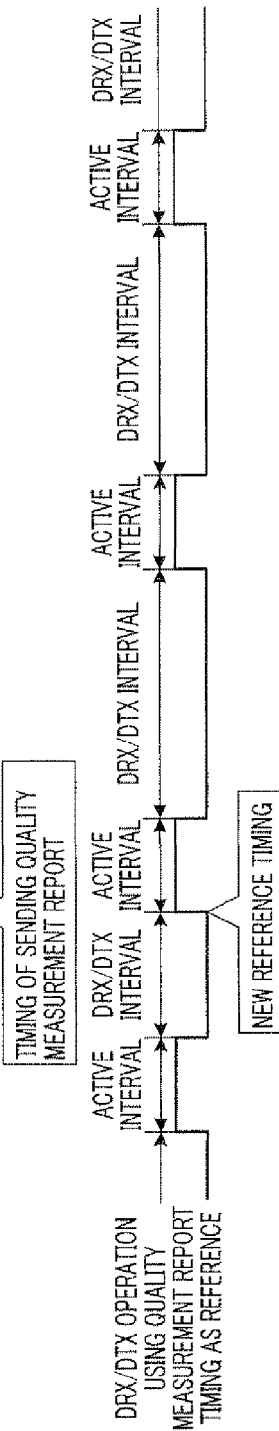 TIMING OF SENDING QUALITY
MEASUREMENT REPORT
DRX/DTX OPERATION
USING QUALITY
MEASUREMENT REPORT
TIMING AS REFERENCE
ACTIVE
INTERVAL
DRX/DTX
INTERVAL
ACTIVE
INTERVAL
DRX/DTX INTERVAL
ACTIVE
INTERVAL
DRX/DTX INTERVAL
ACTIVE
INTERVAL
DRX/DTX
INTERVAL
NEW REFERENCE TIMING